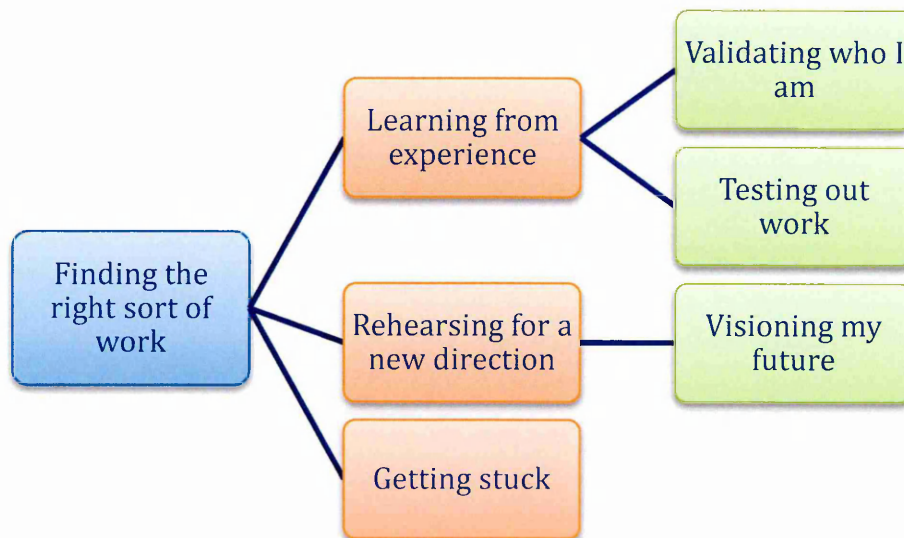 Validating who I
am
Learning from
experience
Testing out
work
Finding the
right sort of
work
Rehearsing for a
new direction
Visioning my
future
Getting stuck